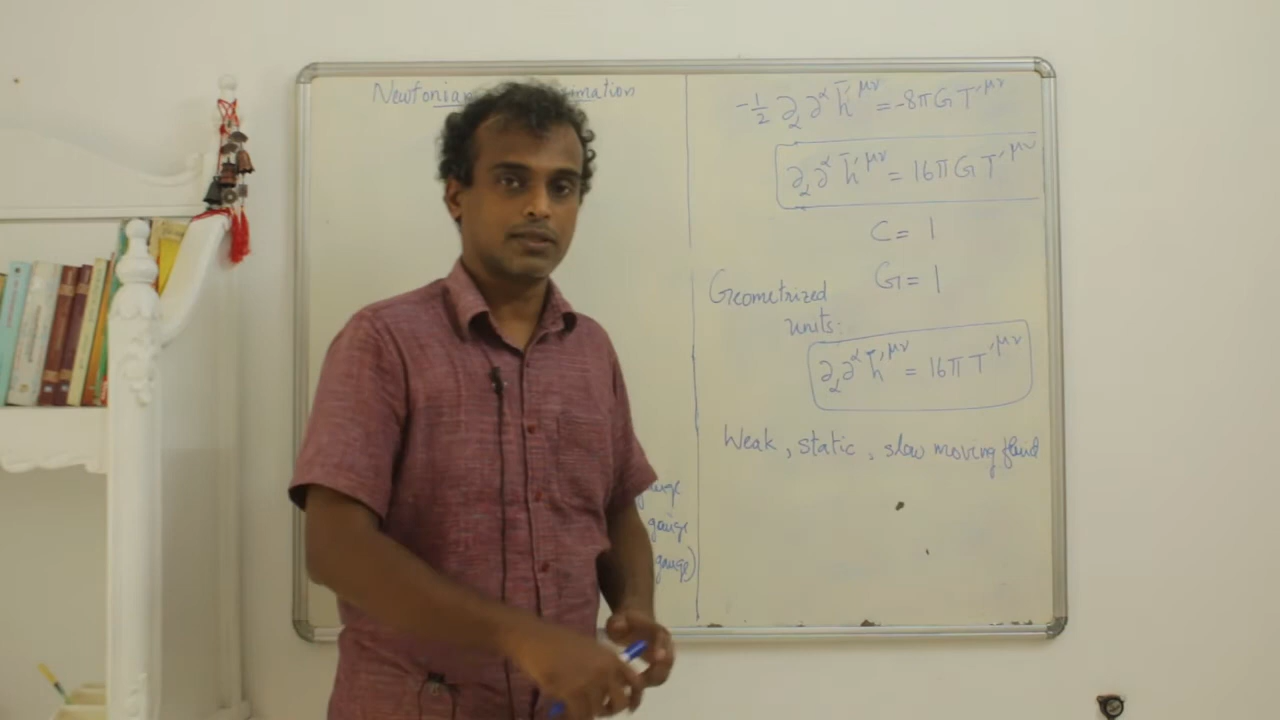 Newtonian
gauge
gauge
gauge)
-1/2 ∂_α ∂^α h̄'^μν = -8πG T'^μν
∂_α ∂^α h̄'^μν = 16πG T'^μν
C = 1
G = 1
Geometrized
units:
∂_α ∂^α h̄'^μν = 16π T'^μν
Weak, static, slow moving fluid